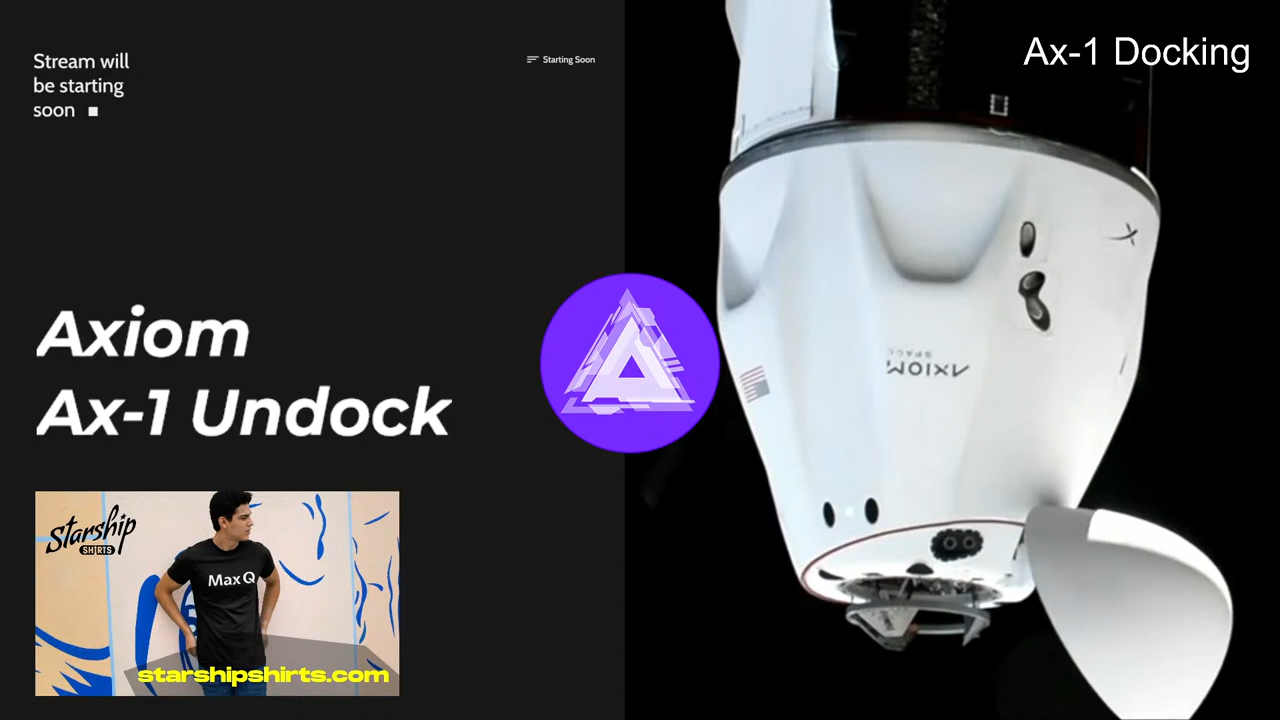 Stream will
be starting
soon
Starting Soon
Ax-1 Docking
Axiom
Ax-1 Undock
AXIOM
SPACE
Starship
SHIRTS
Max Q
starshipshirts.com